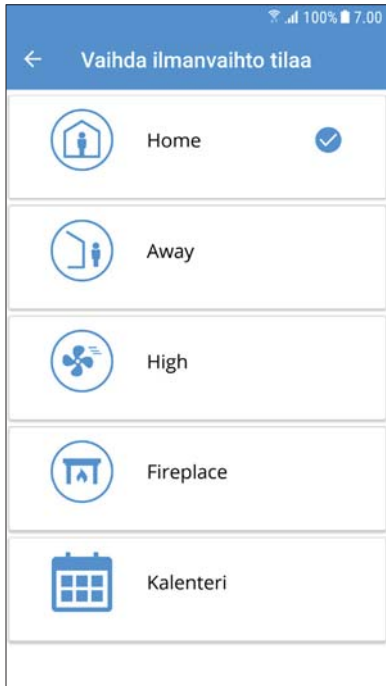 100% 7.00
Vaihda ilmanvaihto tilaa
Home
Away
High
Fireplace
Kalenteri